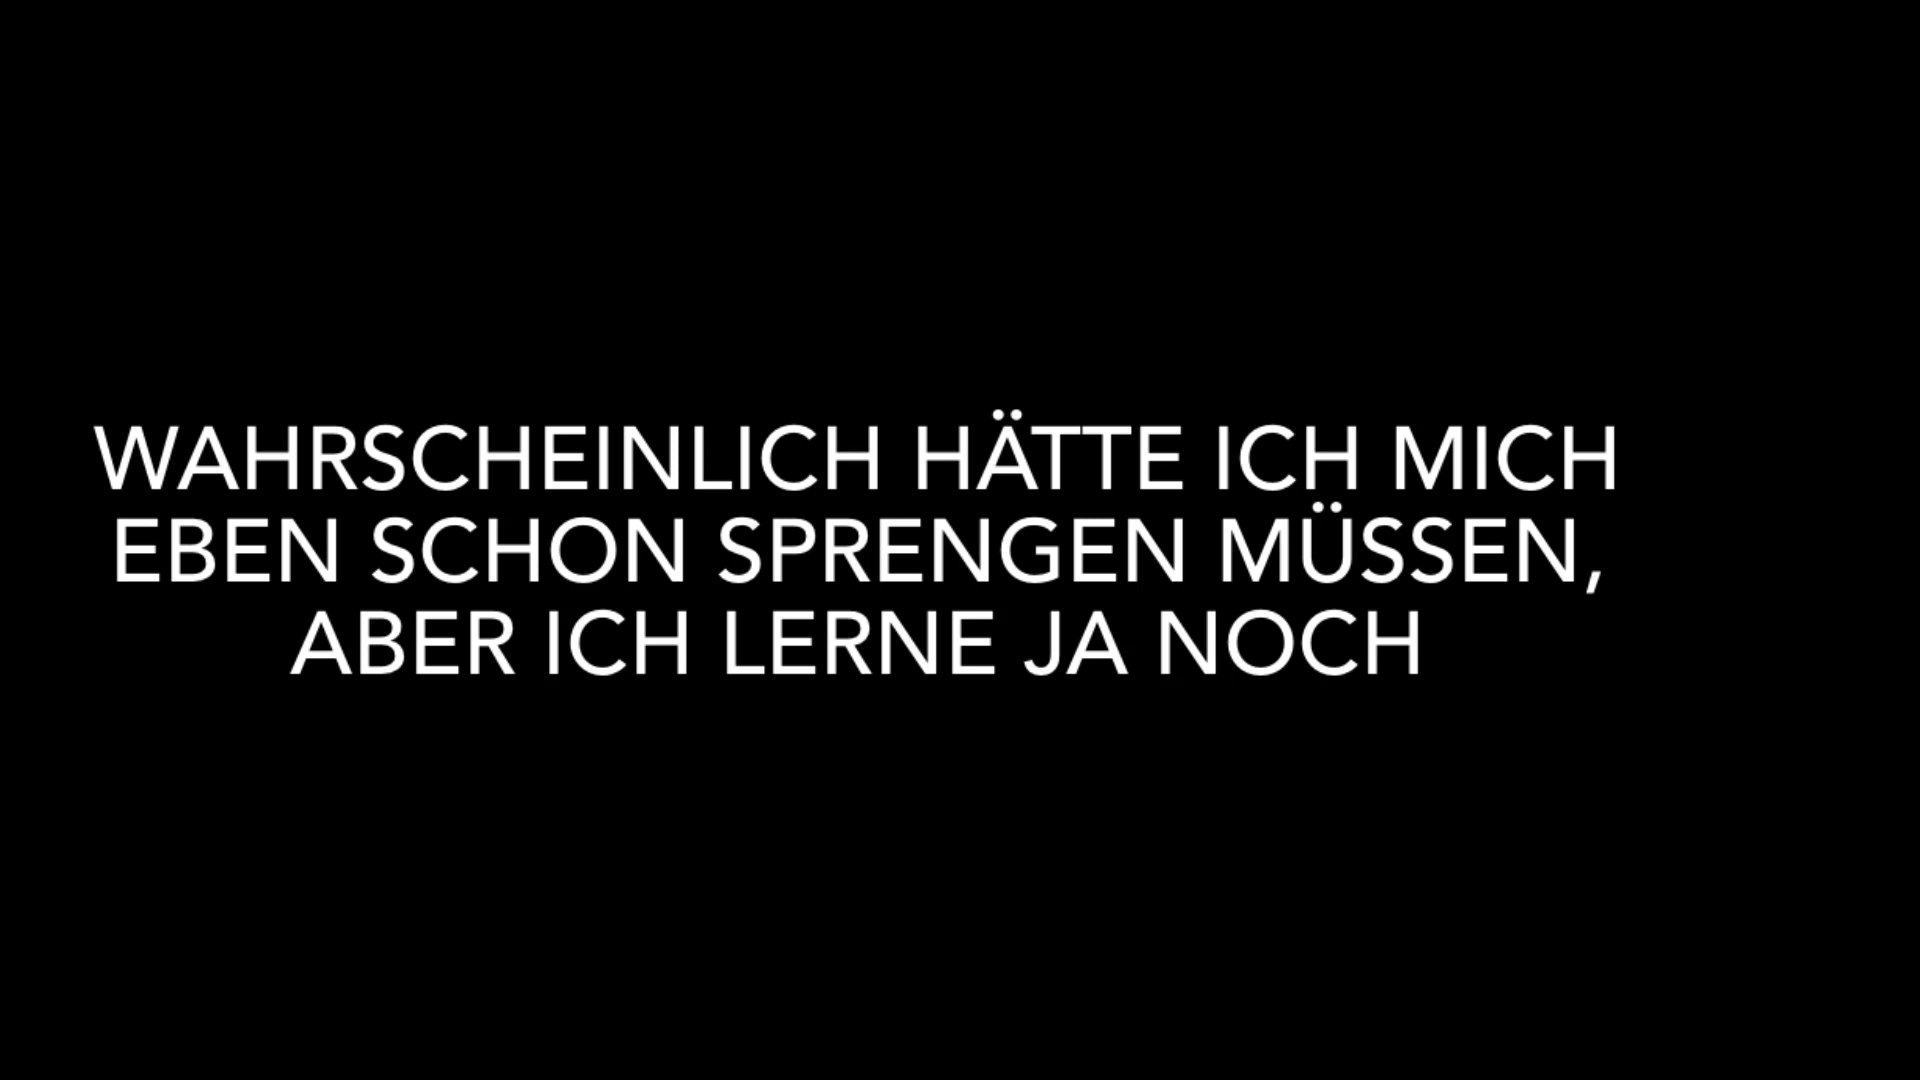 WAHRSCHEINLICH HÄTTE ICH MICH
EBEN SCHON SPRENGEN MÜSSEN,
ABER ICH LERNE JA NOCH